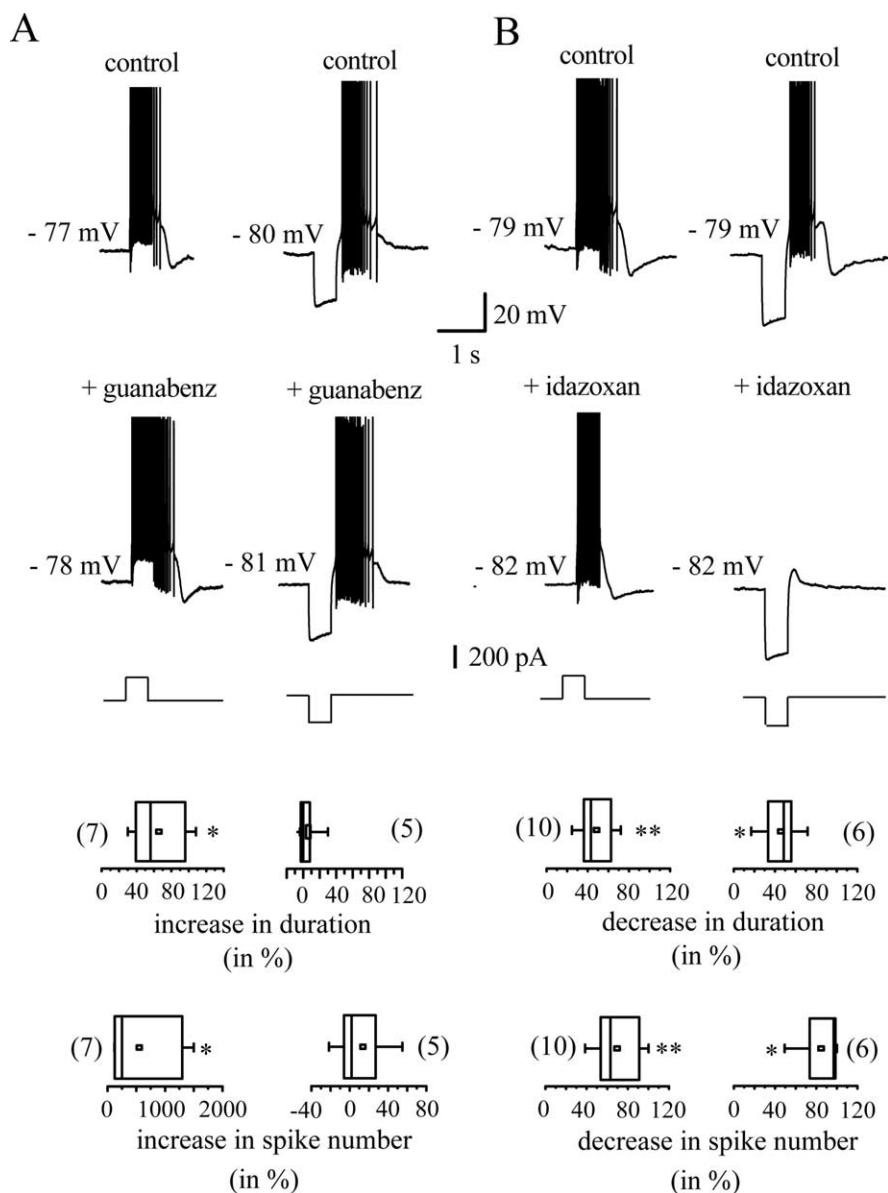 A
B
control
control
control
control
- 77 mV
- 80 mV
- 79 mV
- 79 mV
20 mV
1 s
+ guanabenz
+ guanabenz
+ idazoxan
+ idazoxan
- 78 mV
- 81 mV
- 82 mV
- 82 mV
200 pA
(7)
*
(5)
(10)
**
*
(6)
0 40 80 120
0 40 80 120
0 40 80 120
0 40 80 120
increase in duration
(in %)
decrease in duration
(in %)
(7)
*
(5)
(10)
**
*
(6)
0 1000 2000
-40 0 40 80
0 40 80 120
0 40 80 120
increase in spike number
(in %)
decrease in spike number
(in %)